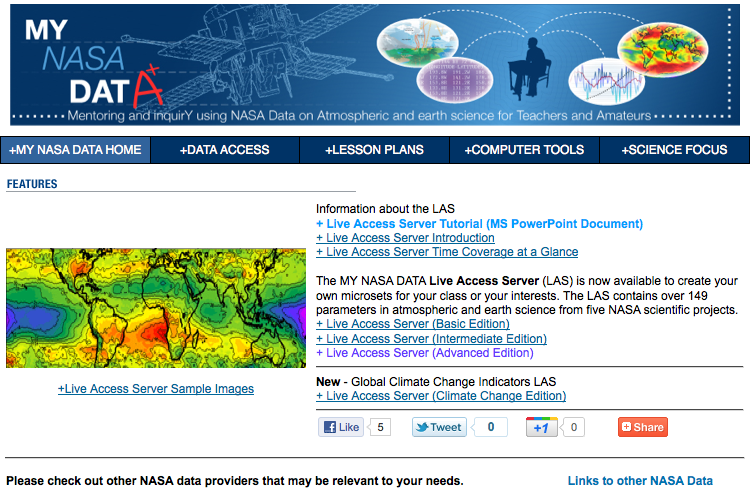 MY
NASA
DATA+
Mentoring and inquirY using NASA Data on Atmospheric and earth science for Teachers and Amateurs
+MY NASA DATA HOME
+DATA ACCESS
+LESSON PLANS
+COMPUTER TOOLS
+SCIENCE FOCUS
FEATURES
+Live Access Server Sample Images
Information about the LAS
+ Live Access Server Tutorial (MS PowerPoint Document)
+ Live Access Server Introduction
+ Live Access Server Time Coverage at a Glance
The MY NASA DATA Live Access Server (LAS) is now available to create your
own microsets for your class or your interests. The LAS contains over 149
parameters in atmospheric and earth science from five NASA scientific projects.
+ Live Access Server (Basic Edition)
+ Live Access Server (Intermediate Edition)
+ Live Access Server (Advanced Edition)
New - Global Climate Change Indicators LAS
+ Live Access Server (Climate Change Edition)
Like 5
Tweet 0
+1 0
Share
Please check out other NASA data providers that may be relevant to your needs.
Links to other NASA Data